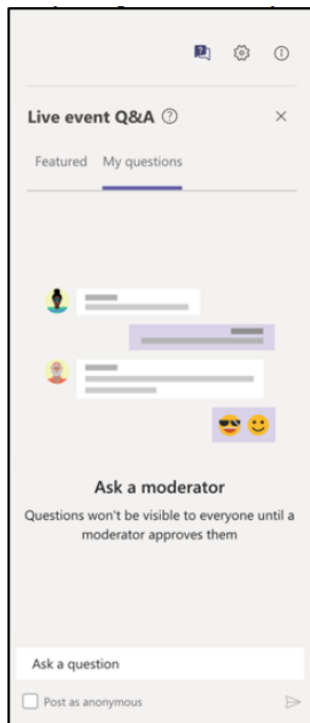 Live event Q&A
Featured My questions
Ask a moderator
Questions won't be visible to everyone until a
moderator approves them
Ask a question
Post as anonymous